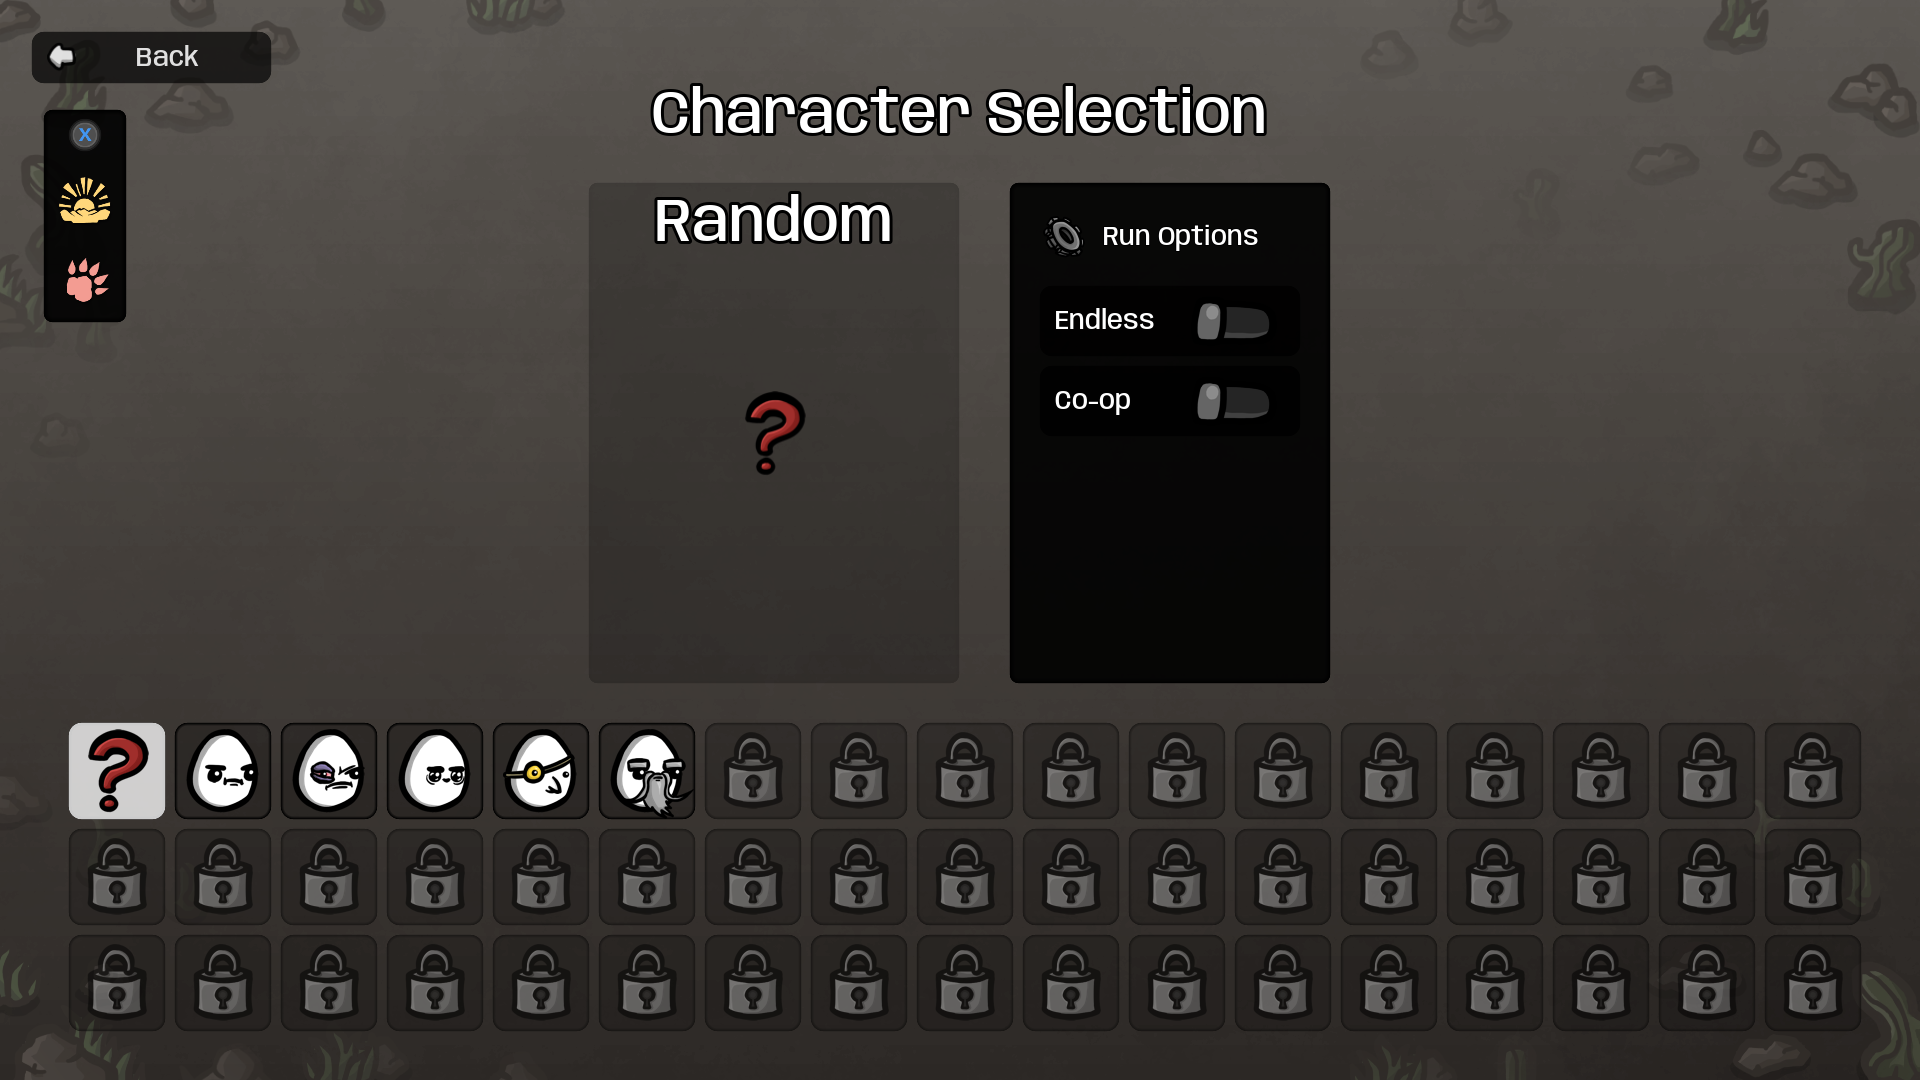 Back
X
Character Selection
Random
Run Options
Endless
Co-op